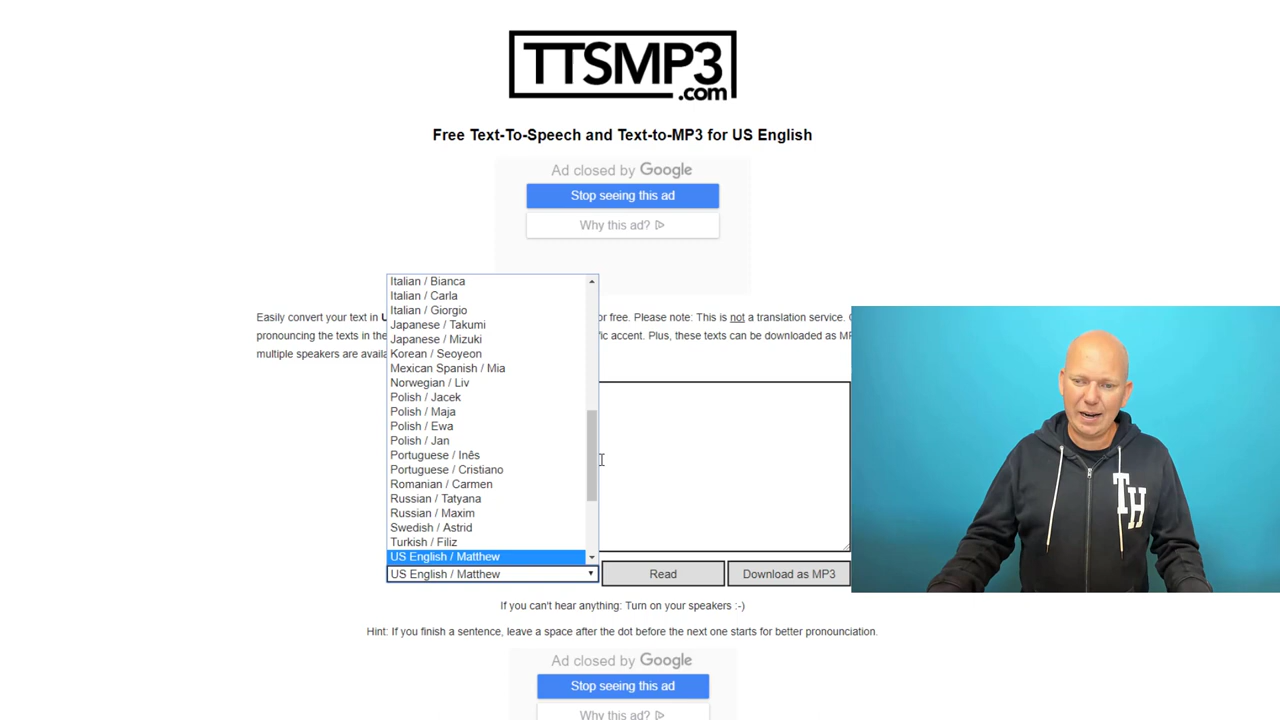 TTSMP3
.com
Free Text-To-Speech and Text-to-MP3 for US English
Ad closed by Google
Stop seeing this ad
Why this ad?
Italian / Bianca
Italian / Carla
Italian / Giorgio
Japanese / Takumi
Japanese / Mizuki
Korean / Seoyeon
Mexican Spanish / Mia
Norwegian / Liv
Polish / Jacek
Polish / Maja
Polish / Ewa
Polish / Jan
Portuguese / Inês
Portuguese / Cristiano
Romanian / Carmen
Russian / Tatyana
Russian / Maxim
Swedish / Astrid
Turkish / Filiz
US English / Matthew
Easily convert your text in or free. Please note: This is not a translation service.
pronouncing the texts in the fic accent. Plus, these texts can be downloaded as
multiple speakers are
US English / Matthew
Read
Download as MP3
If you can't hear anything: Turn on your speakers :-)
Hint: If you finish a sentence, leave a space after the dot before the next one starts for better pronounciation.
Ad closed by Google
Stop seeing this ad
Why this ad?
TH